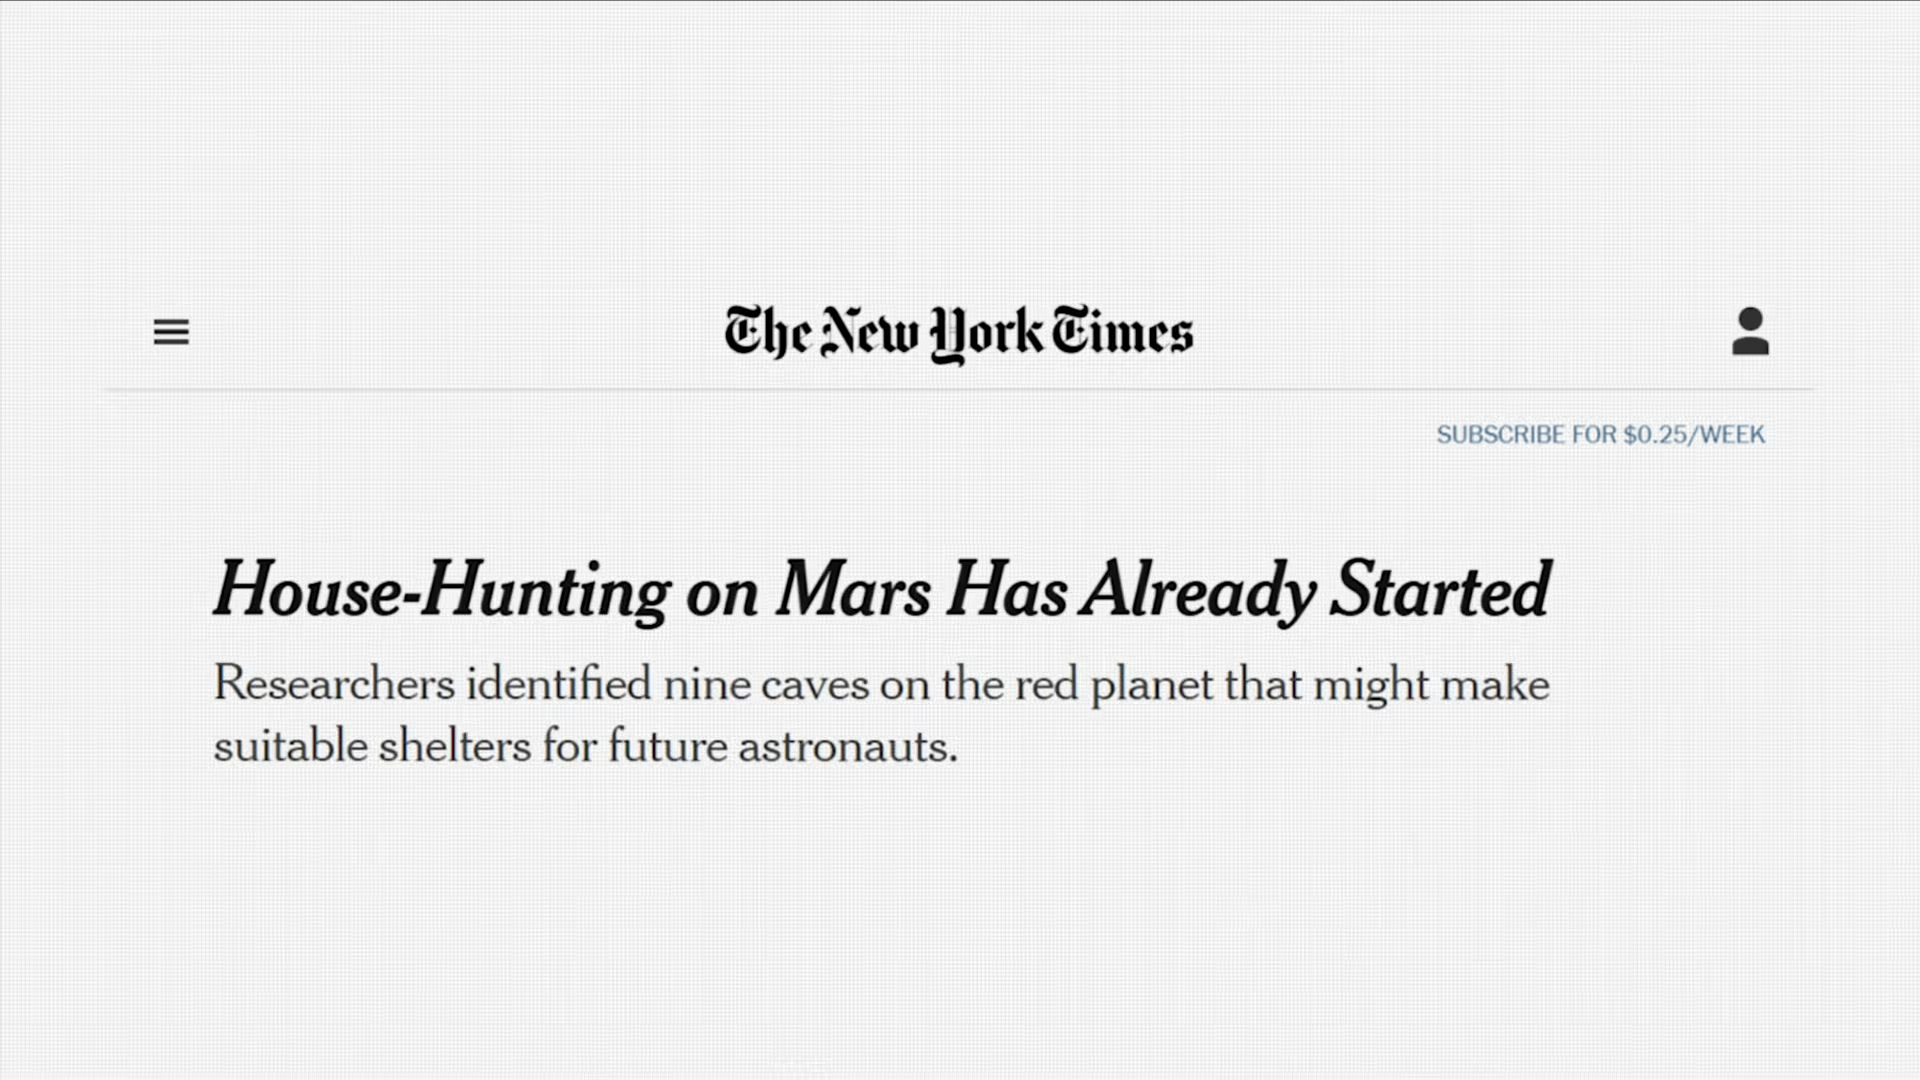 The New York Times
SUBSCRIBE FOR $0.25/WEEK
House-Hunting on Mars Has Already Started
Researchers identified nine caves on the red planet that might make
suitable shelters for future astronauts.